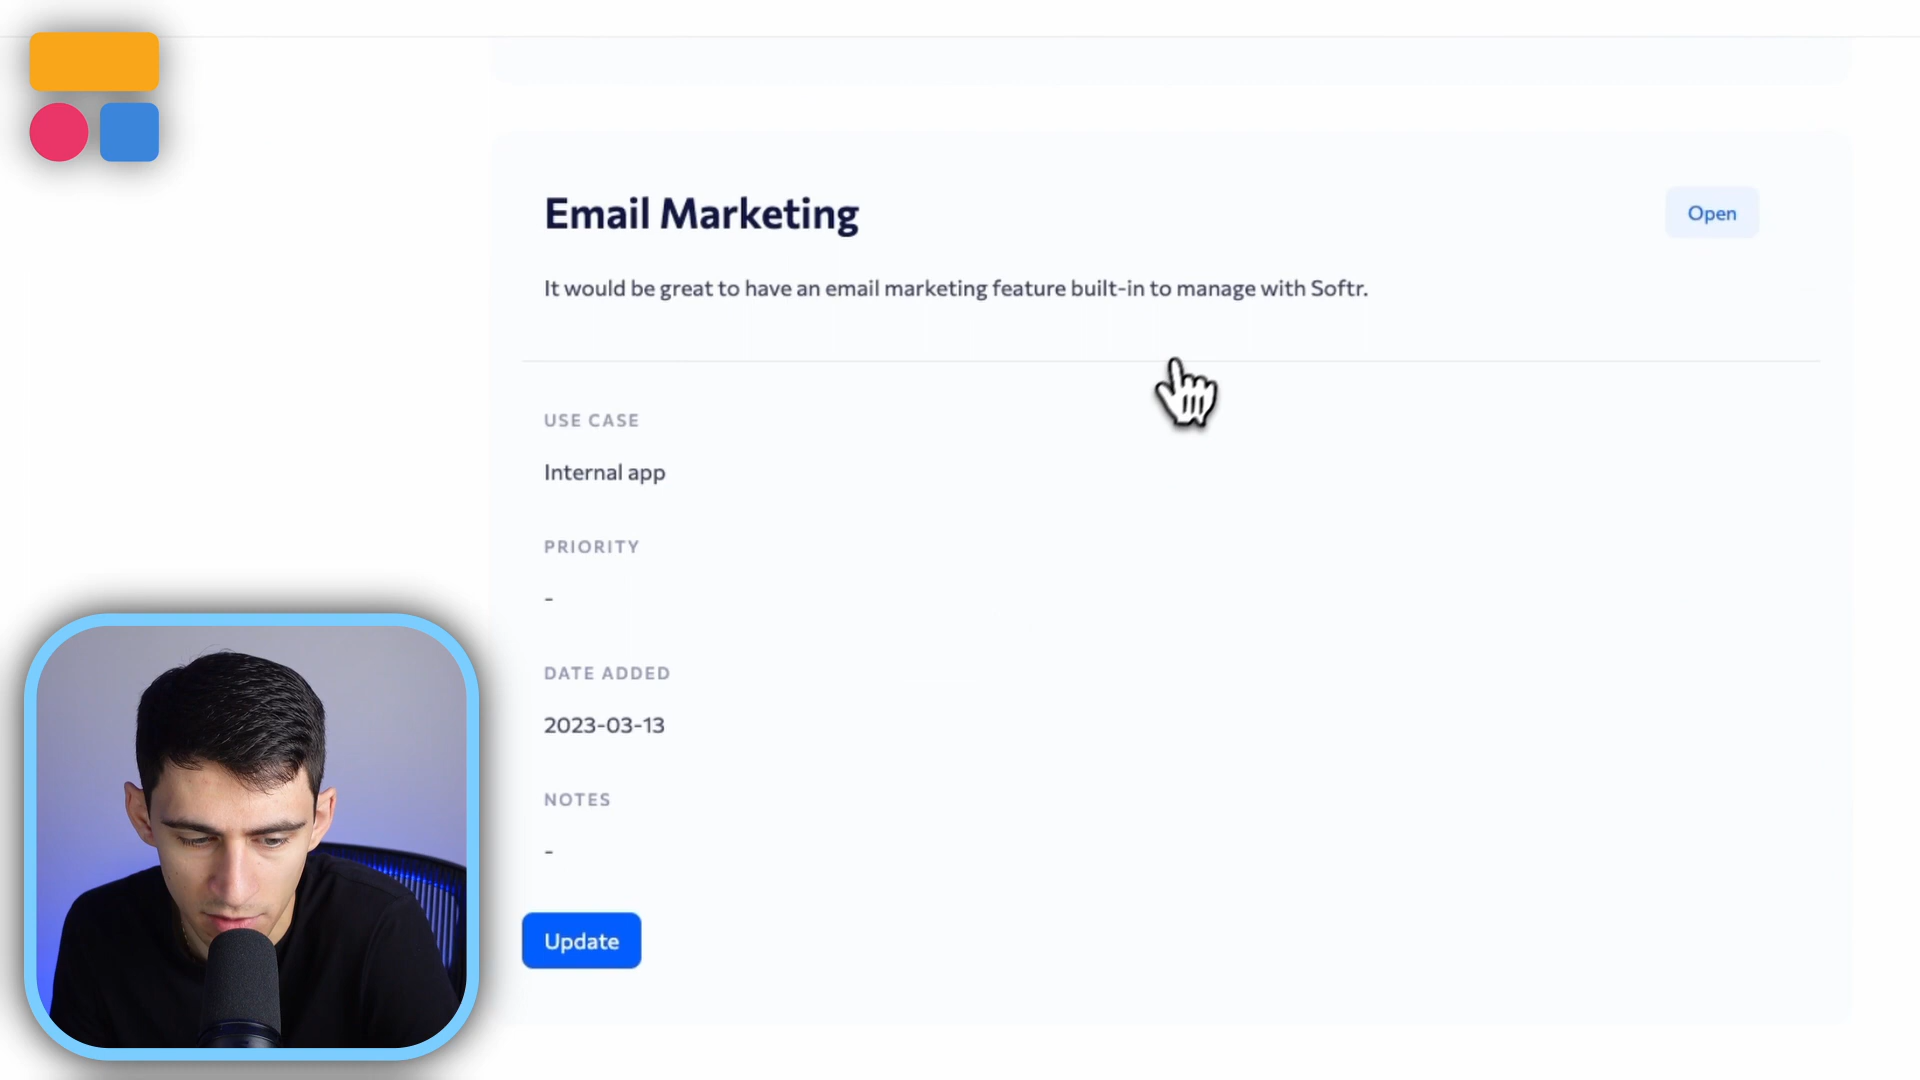 Email Marketing
Open
It would be great to have an email marketing feature built-in to manage with Softr.
USE CASE
Internal app
PRIORITY
-
DATE ADDED
2023-03-13
NOTES
-
Update